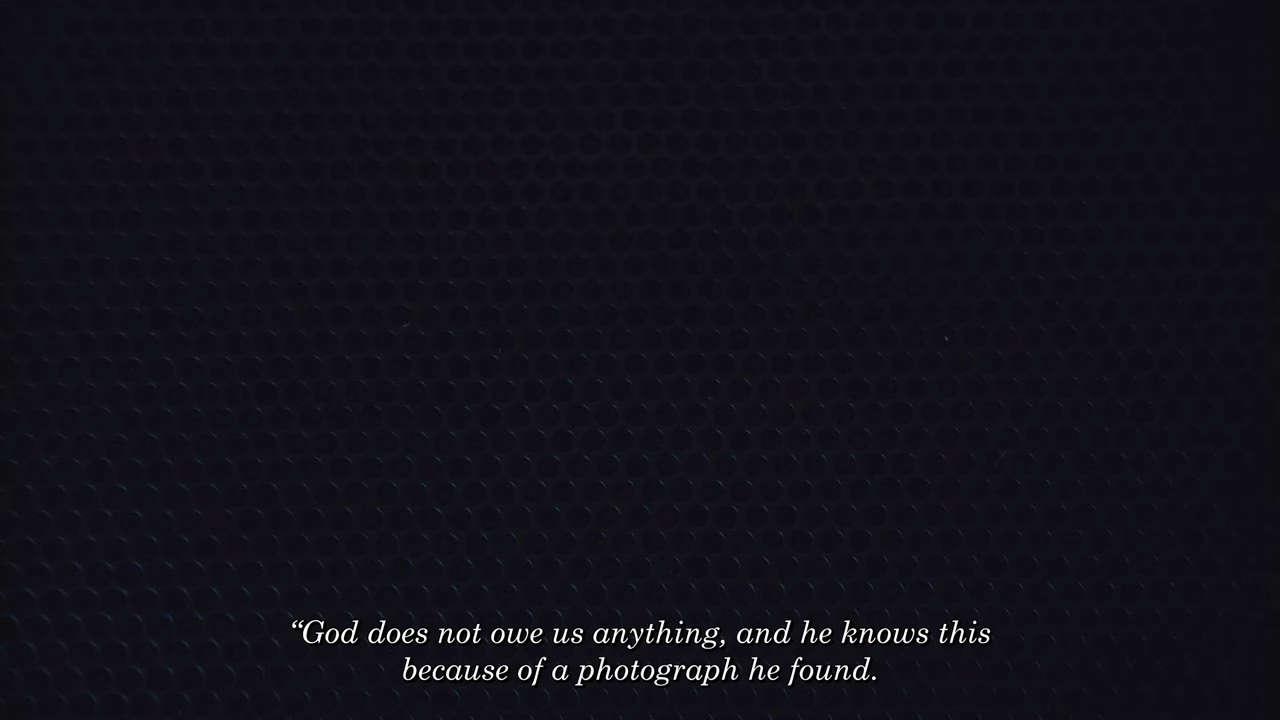 “God does not owe us anything, and he knows this
because of a photograph he found.